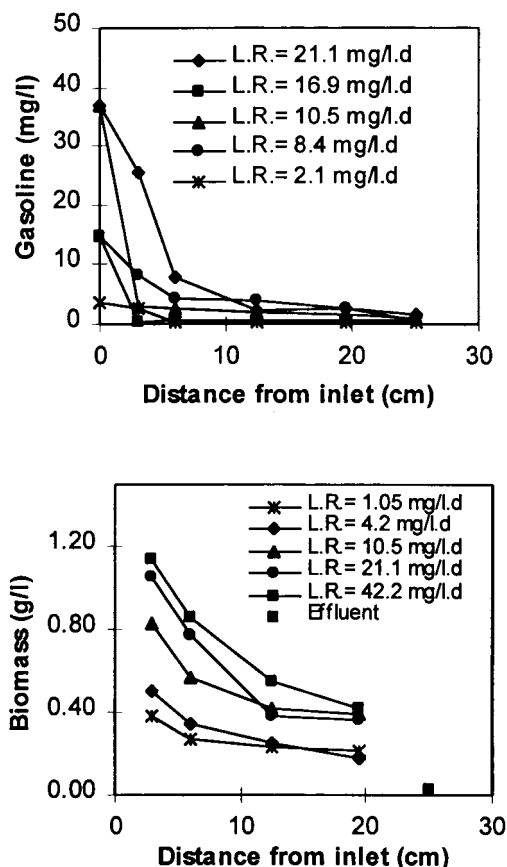 50
40
30
20
10
0
Gasoline (mg/l)
L.R.= 21.1 mg/l.d
L.R.= 16.9 mg/l.d
L.R.= 10.5 mg/l.d
L.R.= 8.4 mg/l.d
L.R.= 2.1 mg/l.d
0 10 20 30
Distance from inlet (cm)
1.20
0.80
0.40
0.00
Biomass (g/l)
L.R.= 1.05 mg/l.d
L.R.= 4.2 mg/l.d
L.R.= 10.5 mg/l.d
L.R.= 21.1 mg/l.d
L.R.= 42.2 mg/l.d
Effluent
0 10 20 30
Distance from inlet (cm)